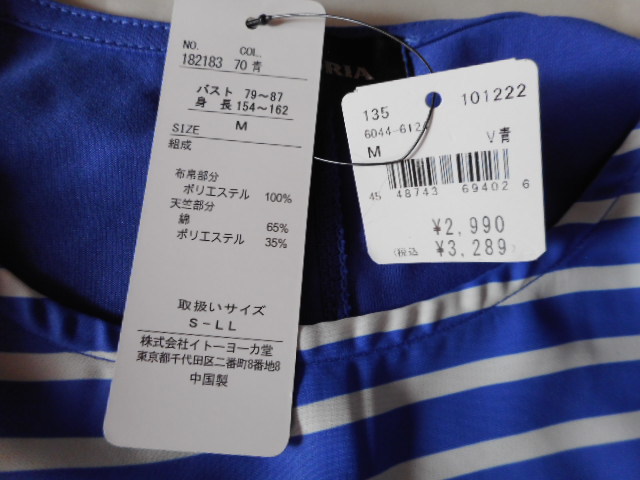 NO. COL.
182183 70 青
バスト 79～87
身長 154～162
SIZE M
組成
布帛部分
ポリエステル 100%
天竺部分
綿 65%
ポリエステル 35%
取扱いサイズ
S-LL
株式会社イトーヨーカ堂
東京都千代田区二番町8番地8
中国製
RIA
135 101222
6044-612
M V青
45 48743 69402 6
¥2,990
(税込 ¥3,289)